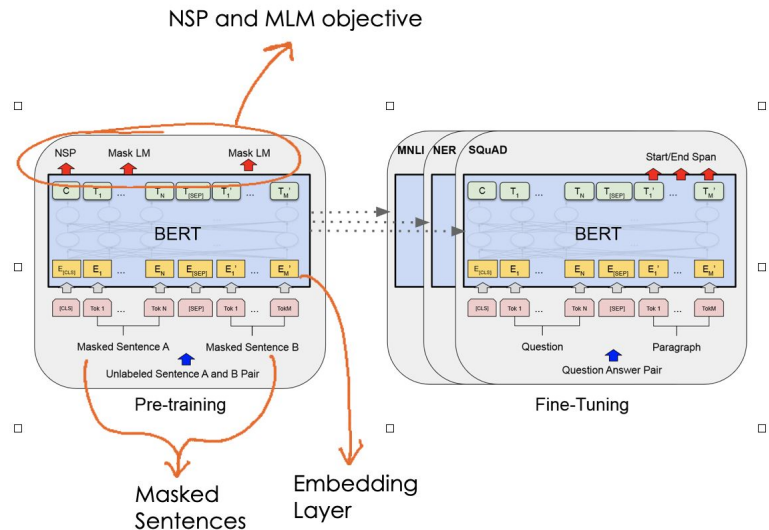 NSP and MLM objective
NSP Mask LM Mask LM
C T1 ... TN T[SEP] T1' ... TM'
BERT
E[CLS] E1 ... EN E[SEP] E1' ... EM'
[CLS] Tok 1 ... Tok N [SEP] Tok 1 ... TokM
Masked Sentence A Masked Sentence B
Unlabeled Sentence A and B Pair
Pre-training
MNLI NER SQuAD
Start/End Span
C T1 ... TN T[SEP] T1' ... TM'
BERT
E[CLS] E1 ... EN E[SEP] E1' ... EM'
[CLS] Tok 1 ... Tok N [SEP] Tok 1 ... TokM
Question Paragraph
Question Answer Pair
Fine-Tuning
Masked
Sentences
Embedding
Layer